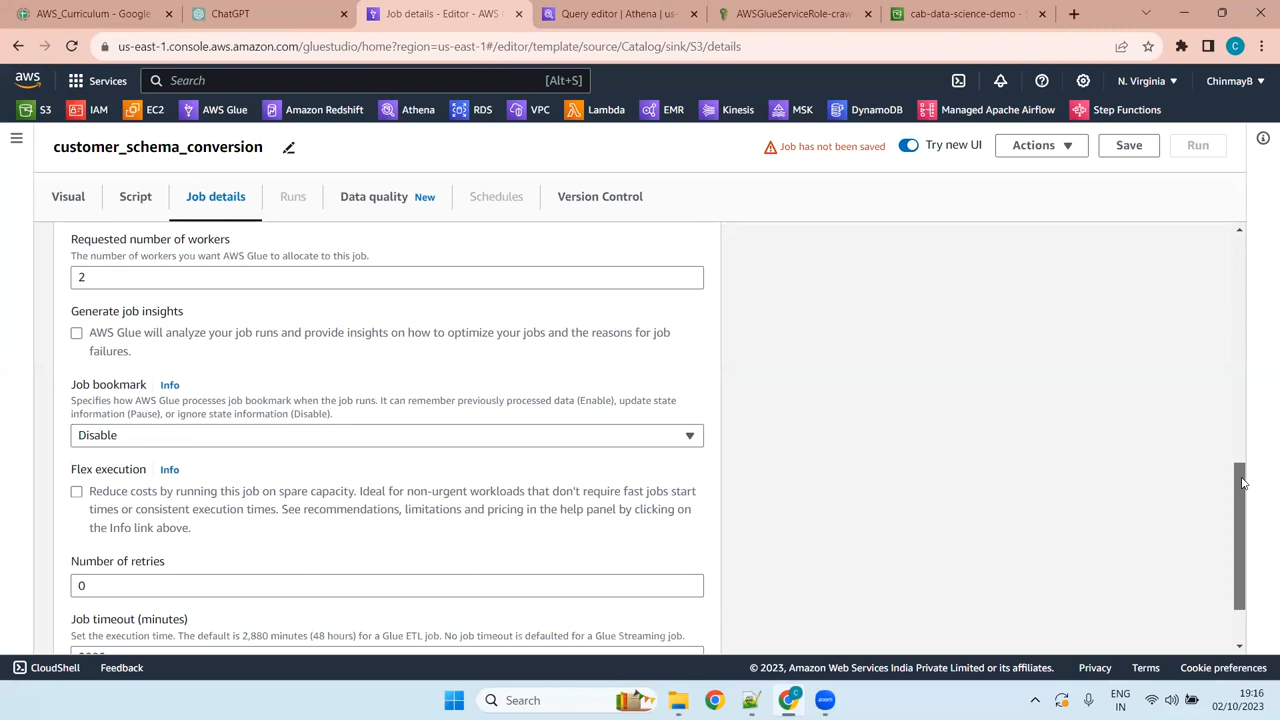 AWS_Curriculum - Google
ChatGPT
Job details - Editor - AWS
Query editor | Athena | us-east
AWSGlueServiceRole-craw
cab-data-science-demo -
us-east-1.console.aws.amazon.com/gluestudio/home?region=us-east-1#/editor/template/source/Catalog/sink/S3/details
C
aws
Services
Search
[Alt+S]
N. Virginia
ChinmayB
S3
IAM
EC2
AWS Glue
Amazon Redshift
Athena
RDS
VPC
Lambda
EMR
Kinesis
MSK
DynamoDB
Managed Apache Airflow
Step Functions
customer_schema_conversion
Job has not been saved
Try new UI
Actions
Save
Run
Visual
Script
Job details
Runs
Data quality New
Schedules
Version Control
Requested number of workers
The number of workers you want AWS Glue to allocate to this job.
2
Generate job insights
AWS Glue will analyze your job runs and provide insights on how to optimize your jobs and the reasons for job
failures.
Job bookmark Info
Specifies how AWS Glue processes job bookmark when the job runs. It can remember previously processed data (Enable), update state
information (Pause), or ignore state information (Disable).
Disable
Flex execution Info
Reduce costs by running this job on spare capacity. Ideal for non-urgent workloads that don't require fast jobs start
times or consistent execution times. See recommendations, limitations and pricing in the help panel by clicking on
the Info link above.
Number of retries
0
Job timeout (minutes)
Set the execution time. The default is 2,880 minutes (48 hours) for a Glue ETL job. No job timeout is defaulted for a Glue Streaming job.
CloudShell
Feedback
© 2023, Amazon Web Services India Private Limited or its affiliates.
Privacy
Terms
Cookie preferences
Search
zoom
ENG
IN
19:16
02/10/2023